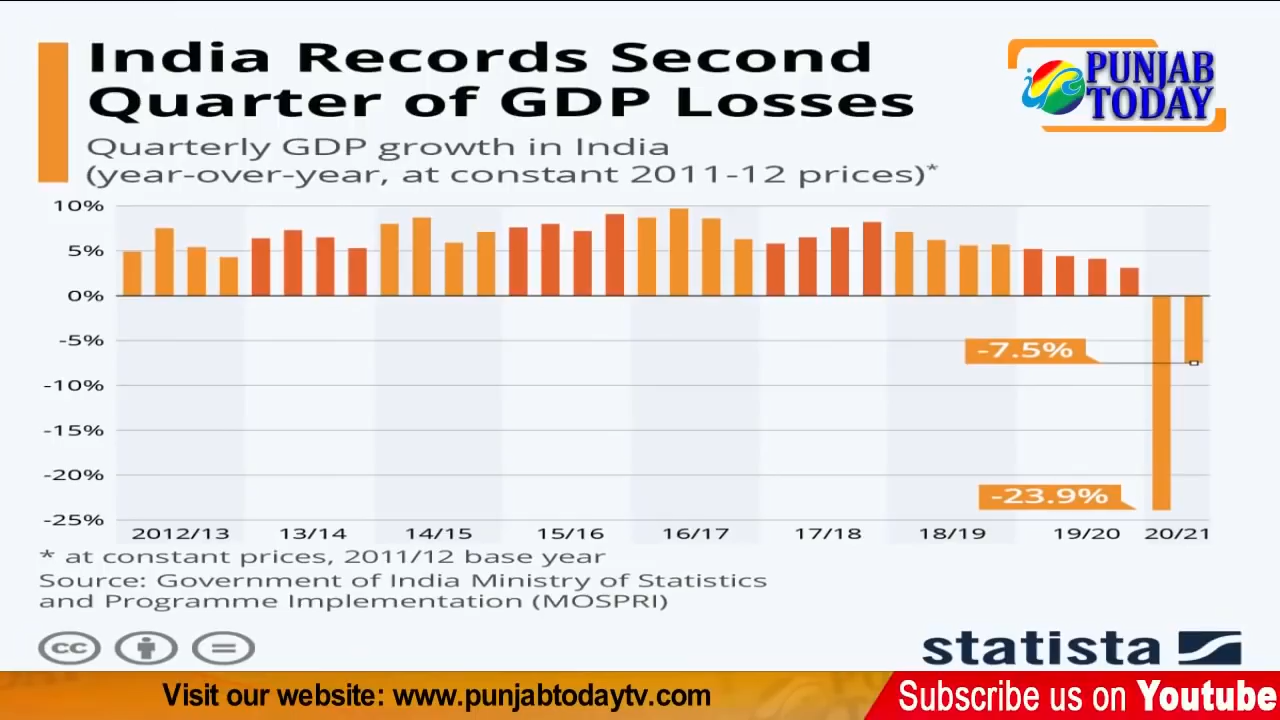 India Records Second
Quarter of GDP Losses
PUNJAB
TODAY
Quarterly GDP growth in India
(year-over-year, at constant 2011-12 prices)*
10%
5%
0%
-5%
-7.5%
-10%
-15%
-20%
-23.9%
-25%
2012/13 13/14 14/15 15/16 16/17 17/18 18/19 19/20 20/21
* at constant prices, 2011/12 base year
Source: Government of India Ministry of Statistics
and Programme Implementation (MOSPRI)
cc
statista
Visit our website: www.punjabtodaytv.com
Subscribe us on Youtube